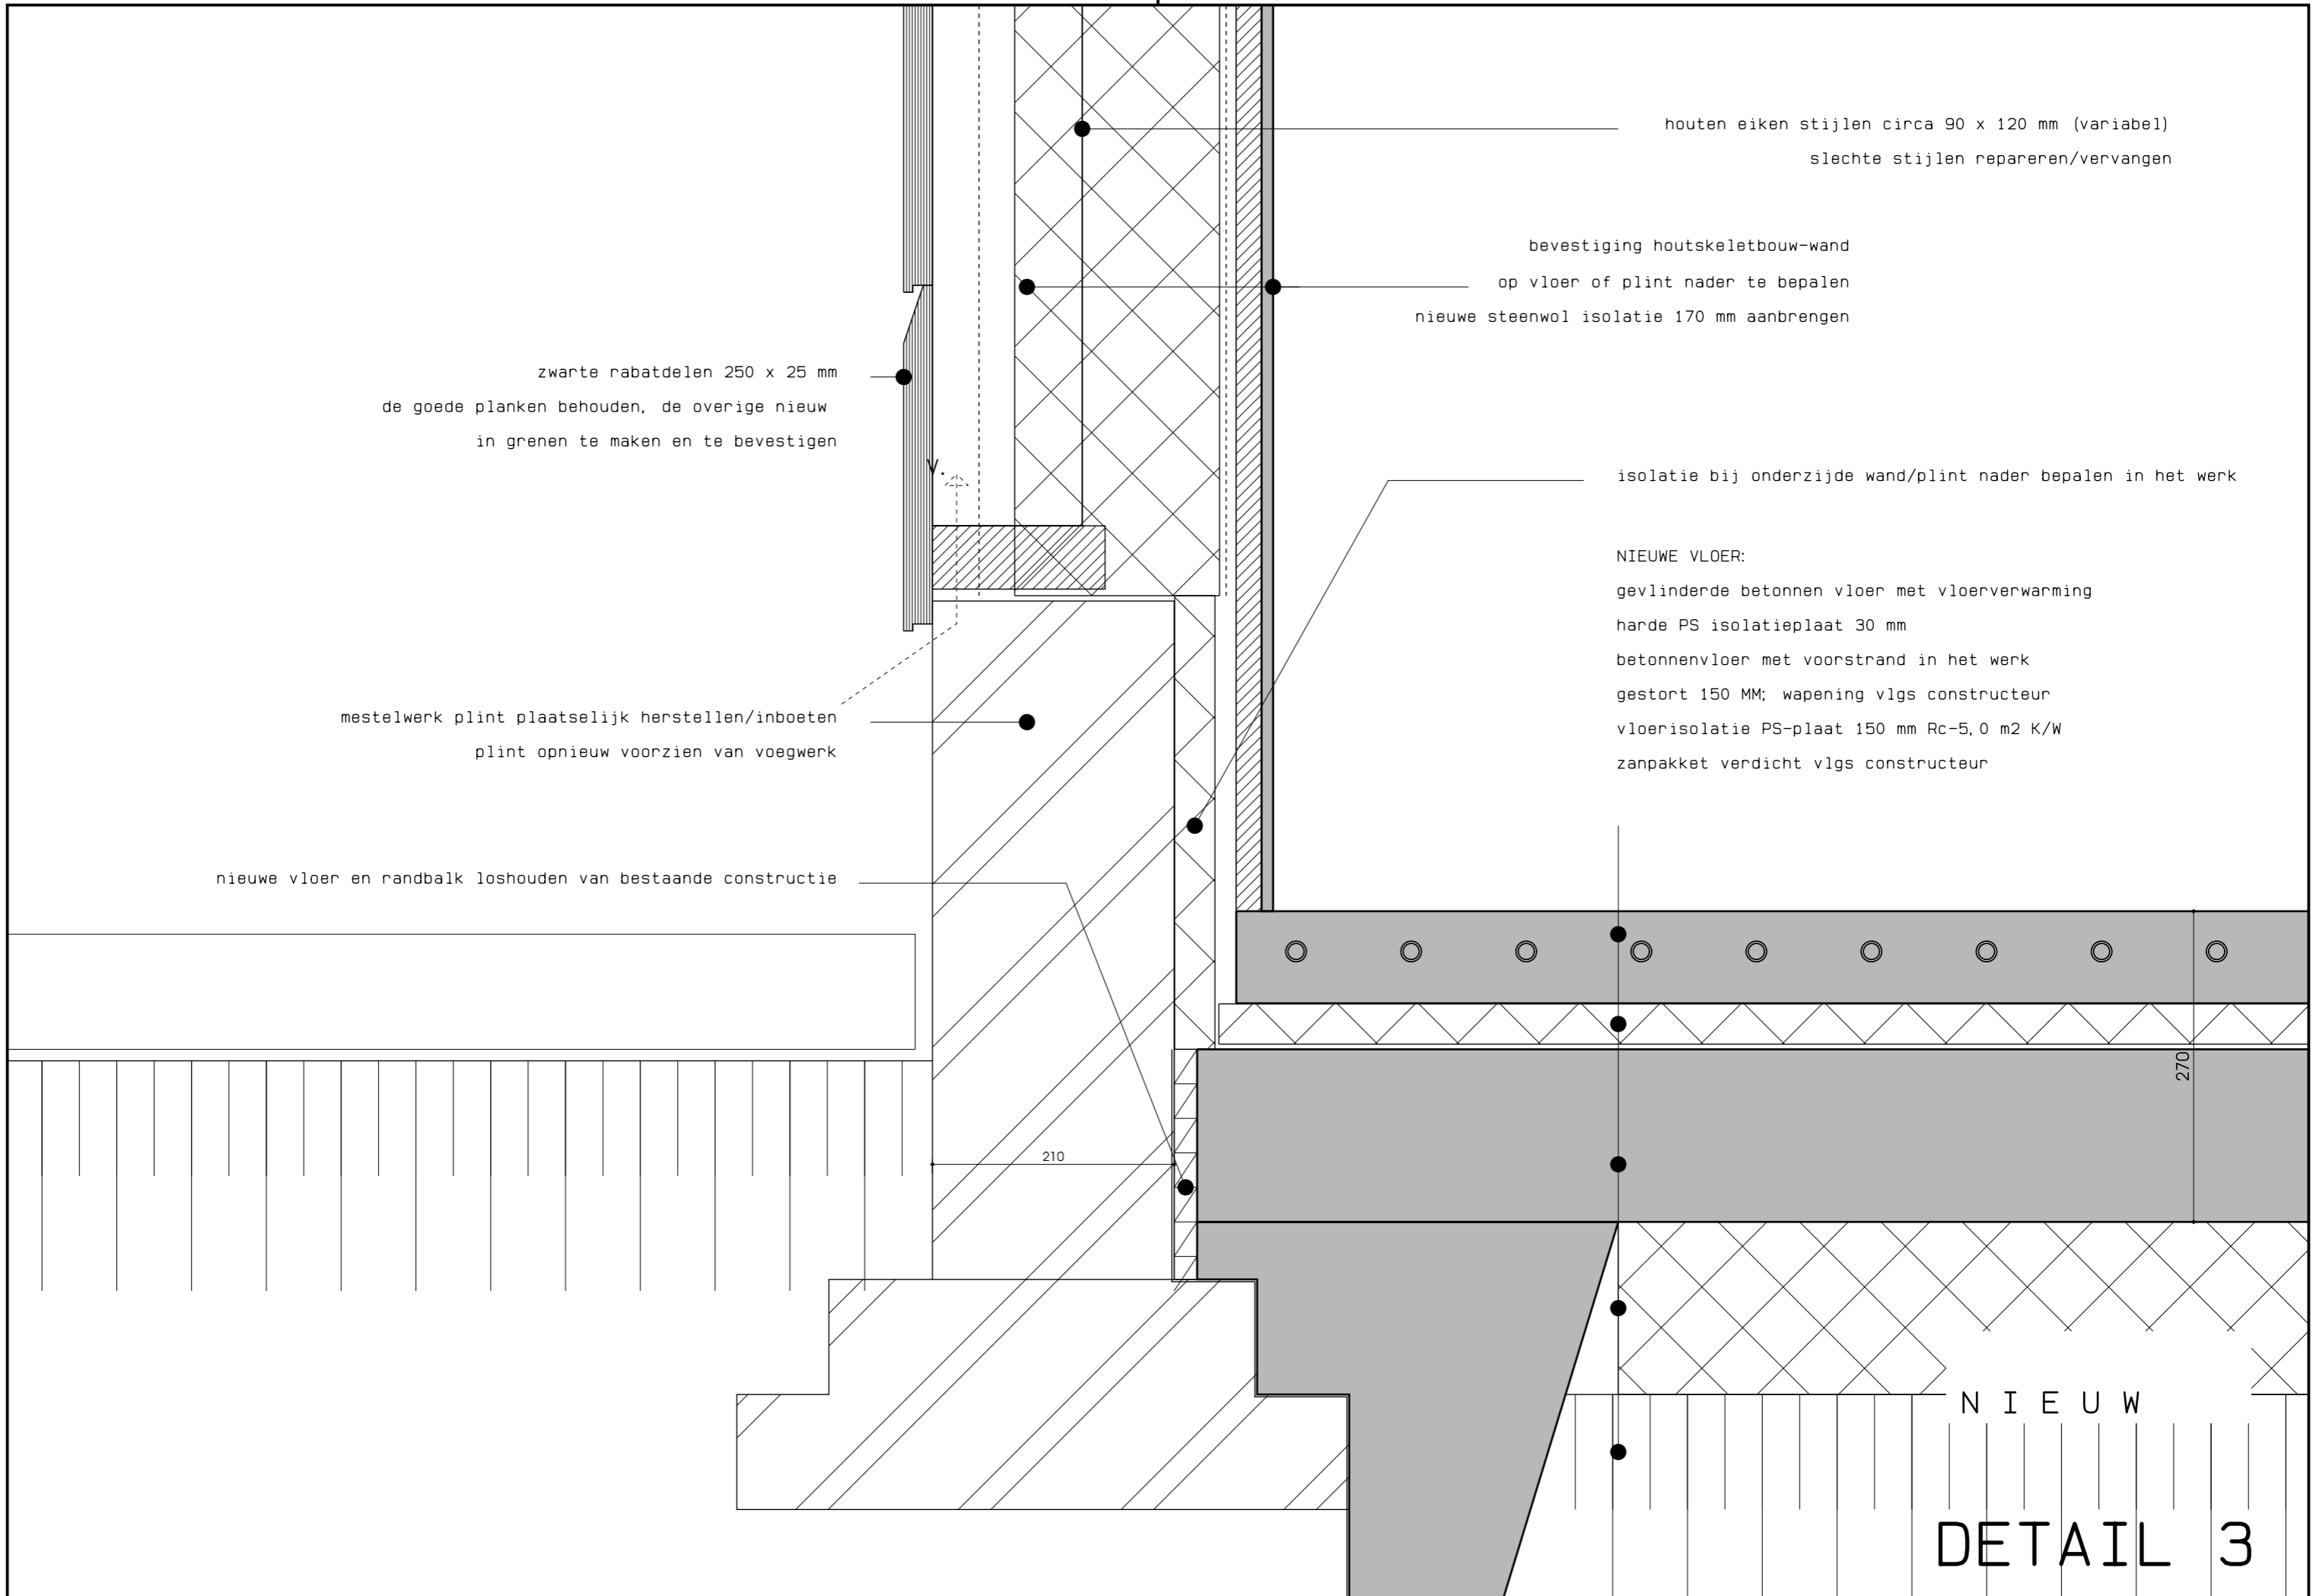 houten eiken stijlen circa 90 x 120 mm (variabel)
slechte stijlen repareren/vervangen
bevestiging houtskeletbouw-wand
op vloer of plint nader te bepalen
nieuwe steenwol isolatie 170 mm aanbrengen
zwarte rabatdelen 250 x 25 mm
de goede planken behouden, de overige nieuw
in grenen te maken en te bevestigen
V.
isolatie bij onderzijde wand/plint nader bepalen in het werk
NIEUWE VLOER:
gevlinderde betonnen vloer met vloerverwarming
harde PS isolatieplaat 30 mm
betonnenvloer met voorstrand in het werk
gestort 150 MM; wapening vlgs constructeur
vloerisolatie PS-plaat 150 mm Rc-5,0 m2 K/W
zanpakket verdicht vlgs constructeur
mestelwerk plint plaatselijk herstellen/inboeten
plint opnieuw voorzien van voegwerk
nieuwe vloer en randbalk loshouden van bestaande constructie
270
210
NIEUW
DETAIL 3